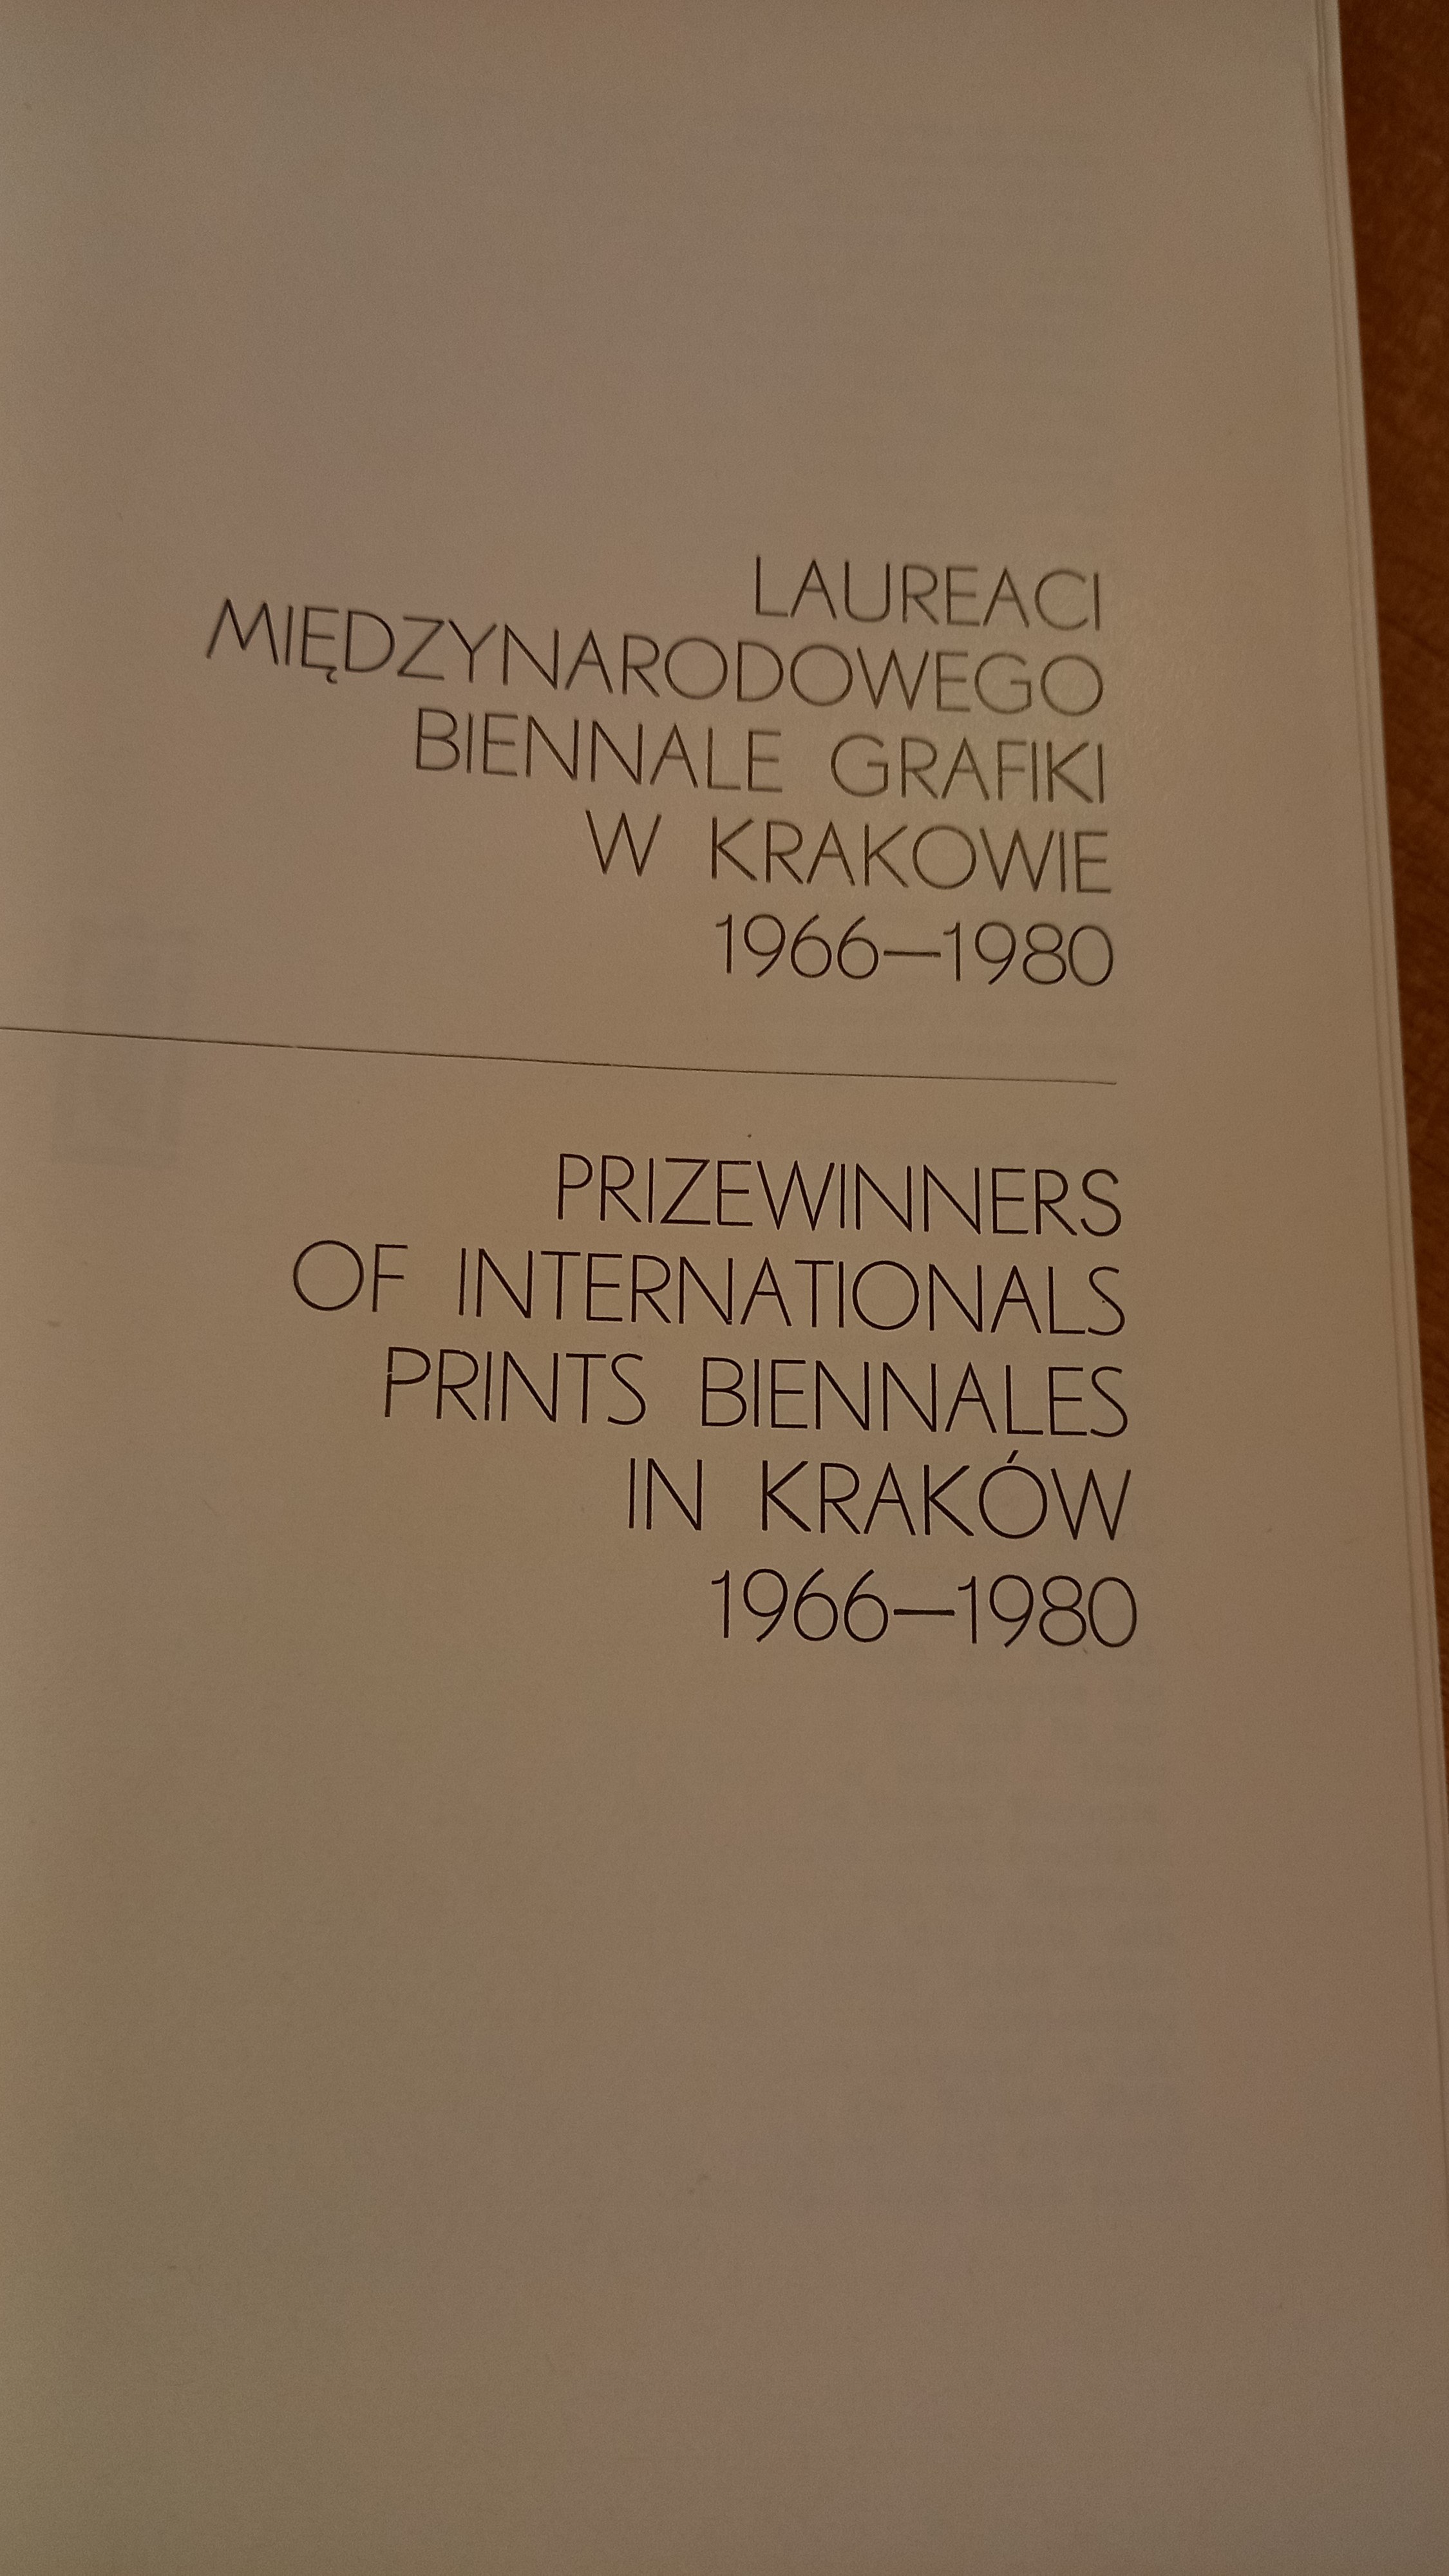 LAUREACI
MIĘDZYNARODOWEGO
BIENNALE GRAFIKI
W KRAKOWIE
1966—1980
PRIZEWINNERS
OF INTERNATIONALS
PRINTS BIENNALES
IN KRAKÓW
1966—1980